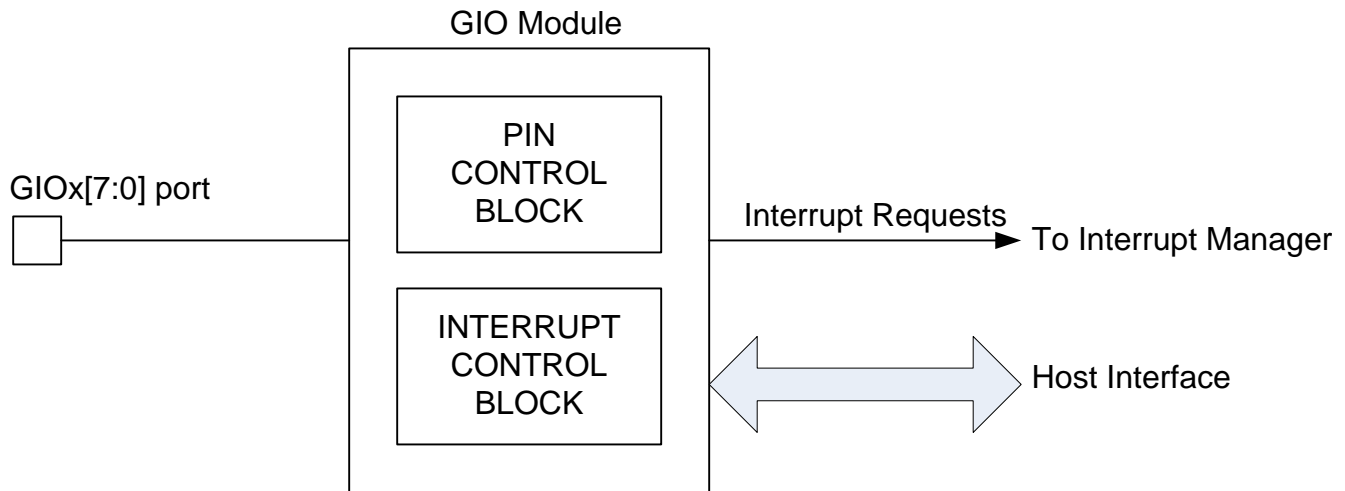 GIO Module
PIN
CONTROL
BLOCK
GIOx[7:0] port
Interrupt Requests
To Interrupt Manager
INTERRUPT
CONTROL
BLOCK
Host Interface